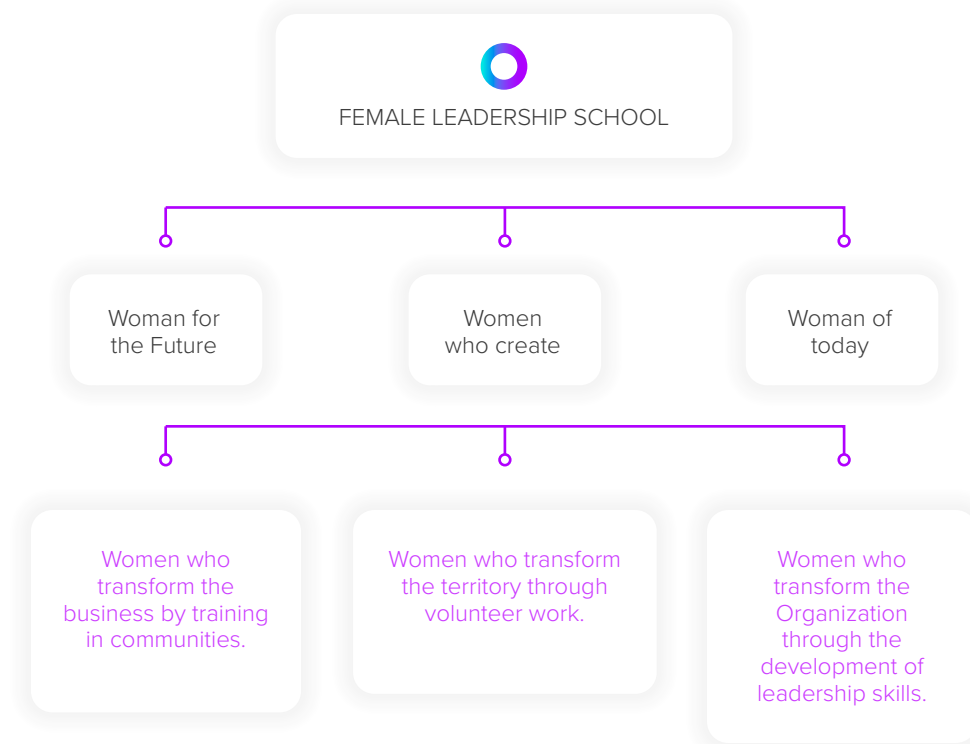 FEMALE LEADERSHIP SCHOOL
Woman for
the Future
Women
who create
Woman of
today
Women who
transform the
business by training
in communities.
Women who transform
the territory through
volunteer work.
Women who
transform the
Organization
through the
development of
leadership skills.